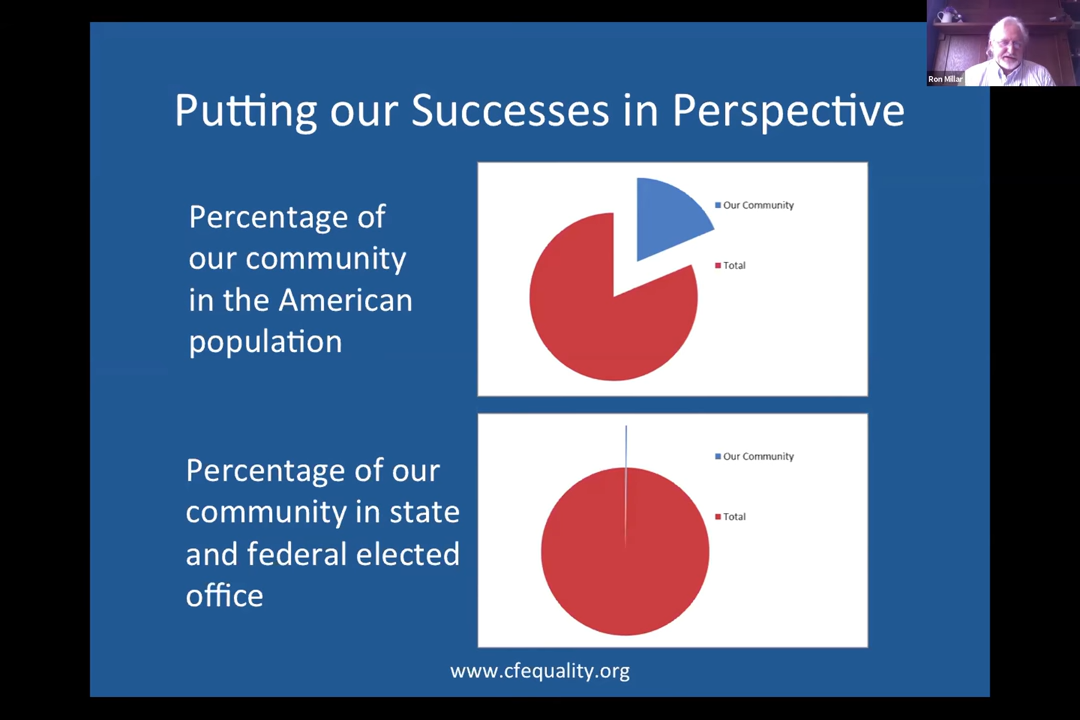 Ron Millar
Putting our Successes in Perspective
Percentage of
our community
in the American
population
Our Community
Total
Percentage of our
community in state
and federal elected
office
Our Community
Total
www.cfequality.org